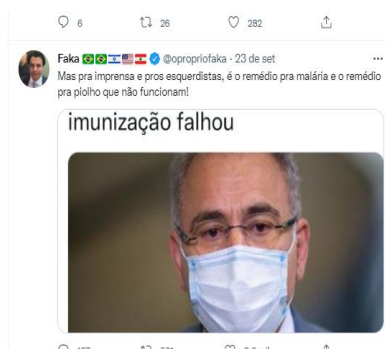 6 26 282
Faka @opropriofaka · 23 de set
Mas pra imprensa e pros esquerdistas, é o remédio pra malária e o remédio
pra piolho que não funcionam!
imunização falhou